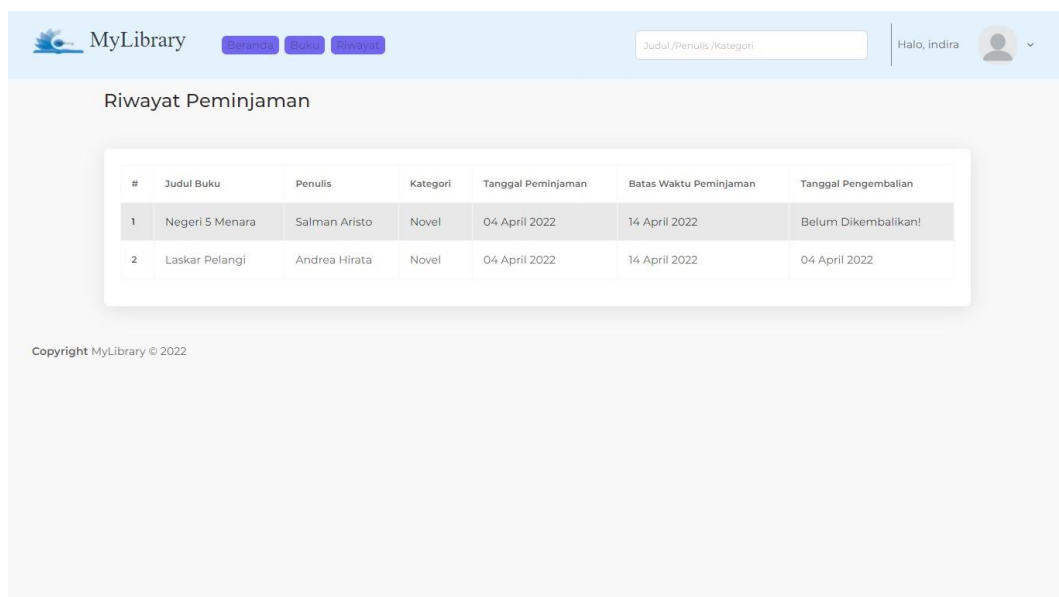 MyLibrary Beranda Buku Riwayat Judul /Penulis /Kategori Halo, indira
Riwayat Peminjaman
# Judul Buku Penulis Kategori Tanggal Peminjaman Batas Waktu Peminjaman Tanggal Pengembalian
1 Negeri 5 Menara Salman Aristo Novel 04 April 2022 14 April 2022 Belum Dikembalikan!
2 Laskar Pelangi Andrea Hirata Novel 04 April 2022 14 April 2022 04 April 2022
Copyright MyLibrary © 2022